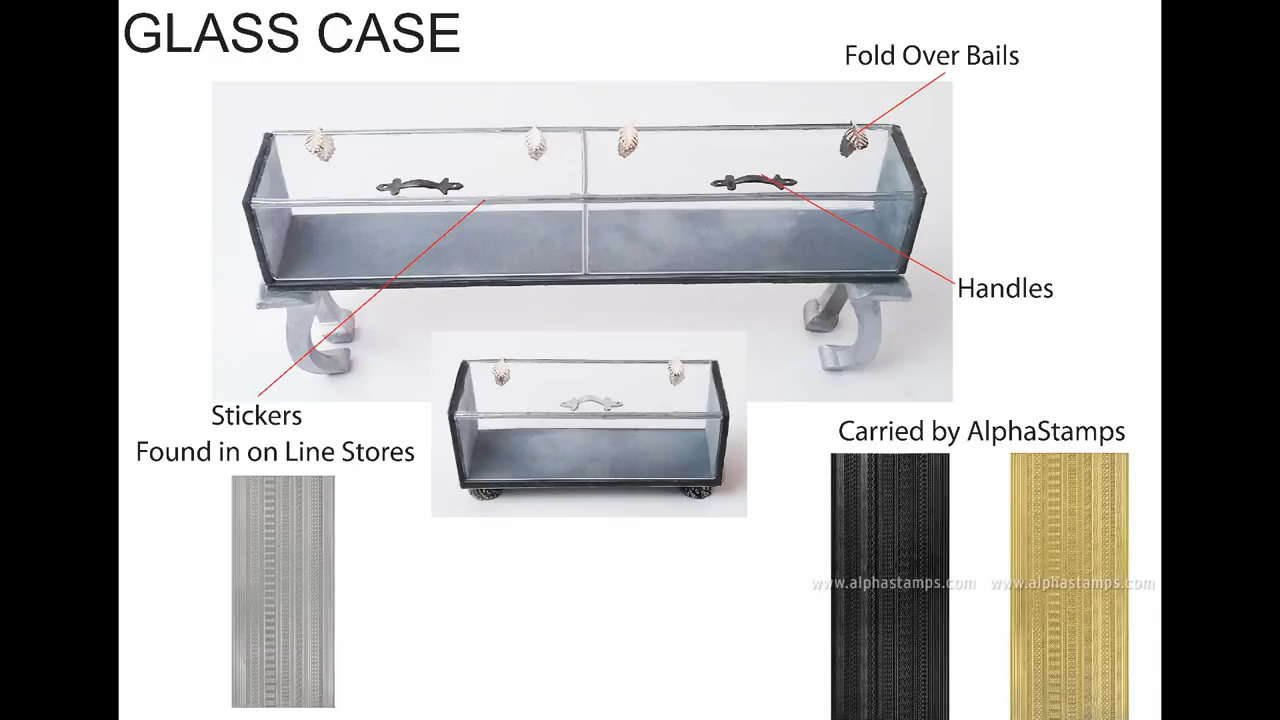 GLASS CASE
Fold Over Bails
Handles
Stickers
Found in on Line Stores
Carried by AlphaStamps
www.alphastamps.com
www.alphastamps.com